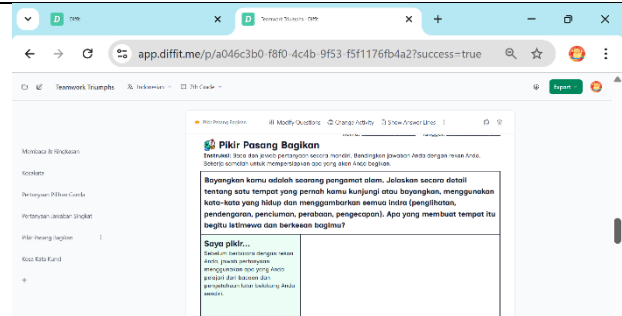 Diffit
Teamwork Triumphs - Diffit
app.diffit.me/p/a046c3b0-f8f0-4c4b-9f53-f5f1176fb4a2?success=true
Teamwork Triumphs Indonesian 7th Grade Export
Pikir Pasang Bagikan Modify Questions Change Activity Show Answer Lines
Membaca & Ringkasan
Kosakata
Pertanyaan Pilihan Ganda
Pertanyaan Jawaban Singkat
Pikir Pasang Bagikan
Kosa Kata Kunci
+
Pikir Pasang Bagikan
Instruksi: Baca dan jawab pertanyaan secara mandiri. Bandingkan jawaban Anda dengan rekan Anda.
Bekerja samalah untuk mempersiapkan apa yang akan Anda bagikan.
Bayangkan kamu adalah seorang pengamat alam. Jelaskan secara detail
tentang satu tempat yang pernah kamu kunjungi atau bayangkan, menggunakan
kata-kata yang hidup dan menggambarkan semua indra (penglihatan,
pendengaran, penciuman, perabaan, pengecapan). Apa yang membuat tempat itu
begitu istimewa dan berkesan bagimu?
Saya pikir...
Sebelum berbicara dengan rekan
Anda, jawab pertanyaan
menggunakan apa yang Anda
pelajari dari bacaan dan
pengetahuan latar belakang Anda
sendiri.